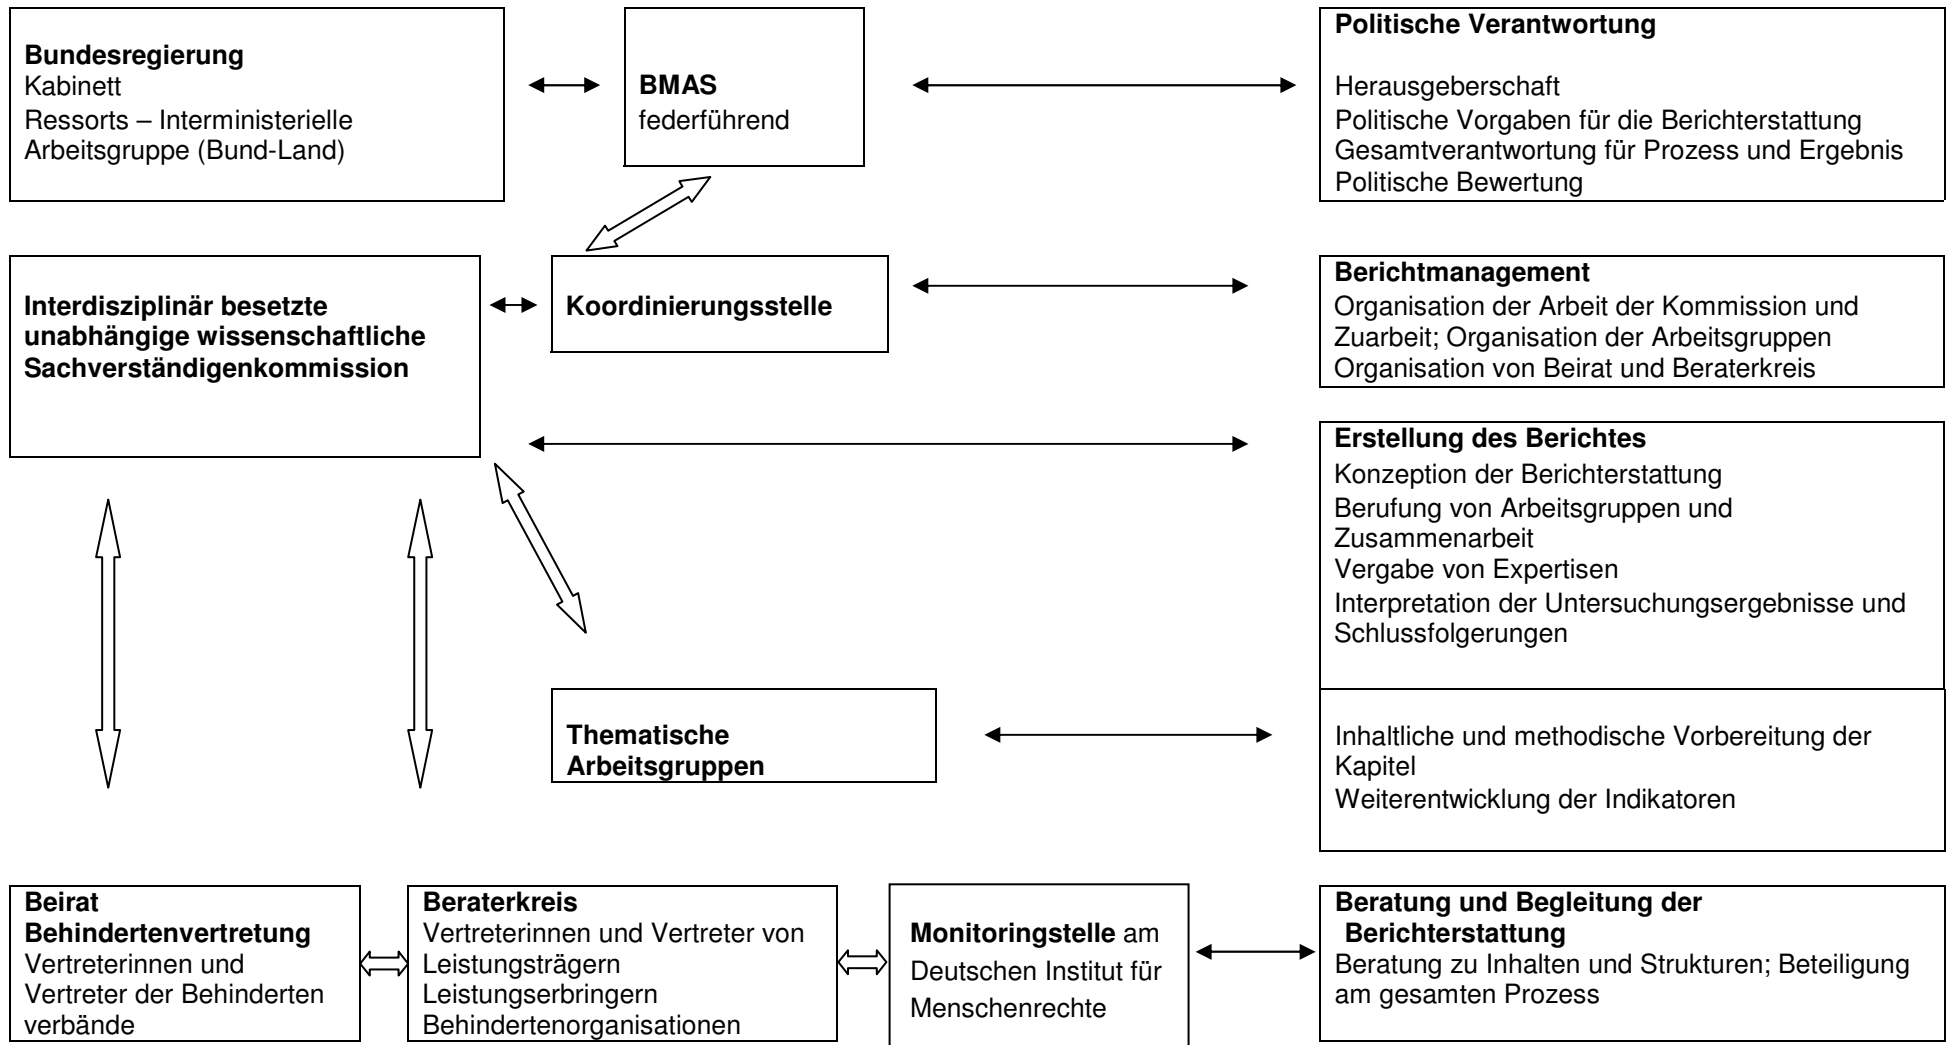 Bundesregierung
Kabinett
Ressorts – Interministerielle
Arbeitsgruppe (Bund-Land)
BMAS
federführend
Politische Verantwortung
Herausgeberschaft
Politische Vorgaben für die Berichterstattung
Gesamtverantwortung für Prozess und Ergebnis
Politische Bewertung
Interdisziplinär besetzte
unabhängige wissenschaftliche
Sachverständigenkommission
Koordinierungsstelle
Berichtmanagement
Organisation der Arbeit der Kommission und
Zuarbeit; Organisation der Arbeitsgruppen
Organisation von Beirat und Beraterkreis
Erstellung des Berichtes
Konzeption der Berichterstattung
Berufung von Arbeitsgruppen und
Zusammenarbeit
Vergabe von Expertisen
Interpretation der Untersuchungsergebnisse und
Schlussfolgerungen
Thematische
Arbeitsgruppen
Inhaltliche und methodische Vorbereitung der
Kapitel
Weiterentwicklung der Indikatoren
Beirat
Behindertenvertretung
Vertreterinnen und
Vertreter der Behinderten
verbände
Beraterkreis
Vertreterinnen und Vertreter von
Leistungsträgern
Leistungserbringern
Behindertenorganisationen
Monitoringstelle am
Deutschen Institut für
Menschenrechte
Beratung und Begleitung der
Berichterstattung
Beratung zu Inhalten und Strukturen; Beteiligung
am gesamten Prozess